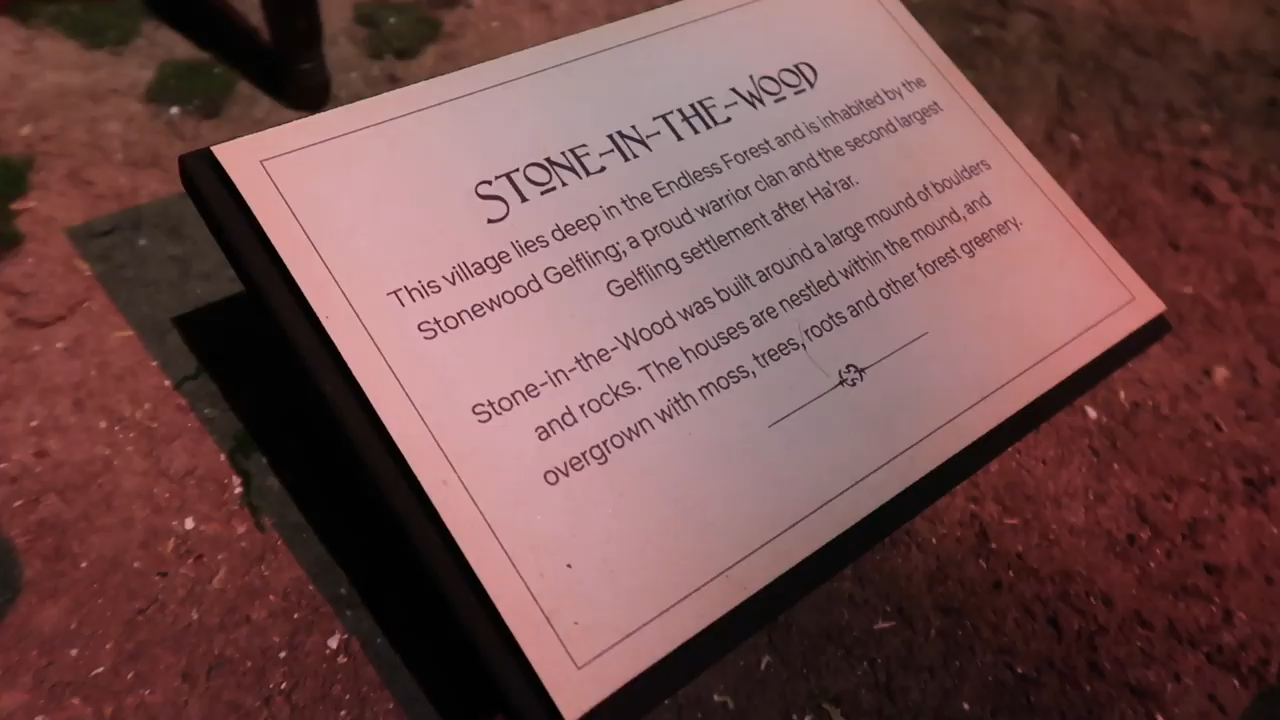 STONE-IN-THE-WOOD
This village lies deep in the Endless Forest and is inhabited by the
Stonewood Gelfling; a proud warrior clan and the second largest
Gelfling settlement after Ha'rar.
Stone-in-the-Wood was built around a large mound of boulders
and rocks. The houses are nestled within the mound, and
overgrown with moss, trees, roots and other forest greenery.